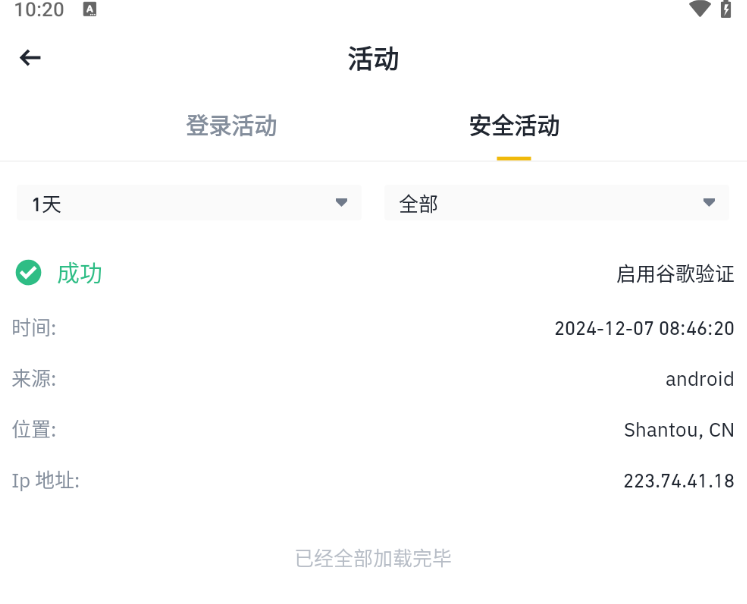 10:20 A
活动
登录活动 安全活动
1天 全部
成功 启用谷歌验证
时间: 2024-12-07 08:46:20
来源: android
位置: Shantou, CN
Ip 地址: 223.74.41.18
已经全部加载完毕